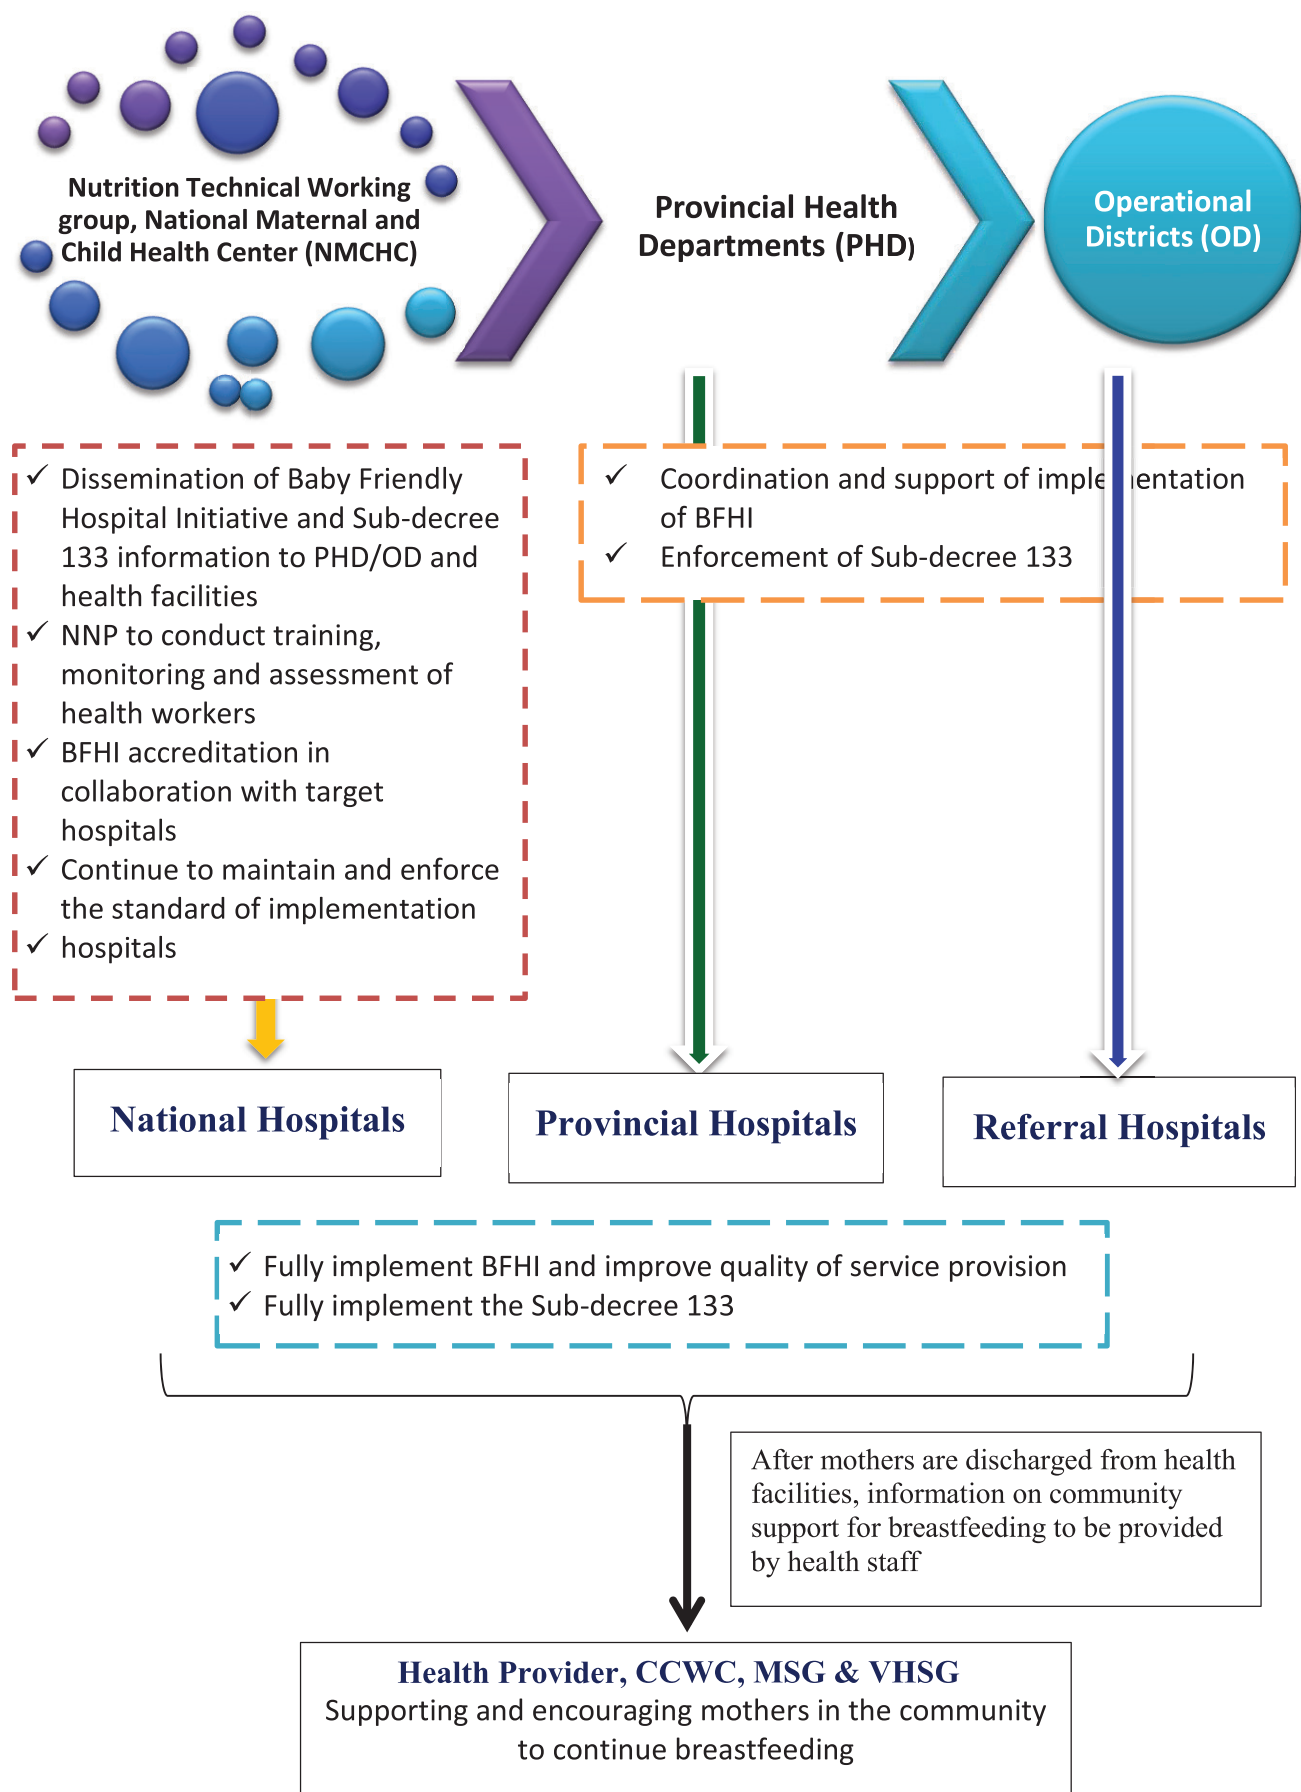 Nutrition Technical Working
group, National Maternal and
Child Health Center (NMCHC)
Provincial Health
Departments (PHD)
Operational
Districts (OD)
✓ Dissemination of Baby Friendly
Hospital Initiative and Sub-decree
133 information to PHD/OD and
health facilities
✓ NNP to conduct training,
monitoring and assessment of
health workers
✓ BFHI accreditation in
collaboration with target
hospitals
✓ Continue to maintain and enforce
the standard of implementation
✓ hospitals
✓ Coordination and support of implementation
of BFHI
✓ Enforcement of Sub-decree 133
National Hospitals
Provincial Hospitals
Referral Hospitals
✓ Fully implement BFHI and improve quality of service provision
✓ Fully implement the Sub-decree 133
After mothers are discharged from health
facilities, information on community
support for breastfeeding to be provided
by health staff
Health Provider, CCWC, MSG & VHSG
Supporting and encouraging mothers in the community
to continue breastfeeding